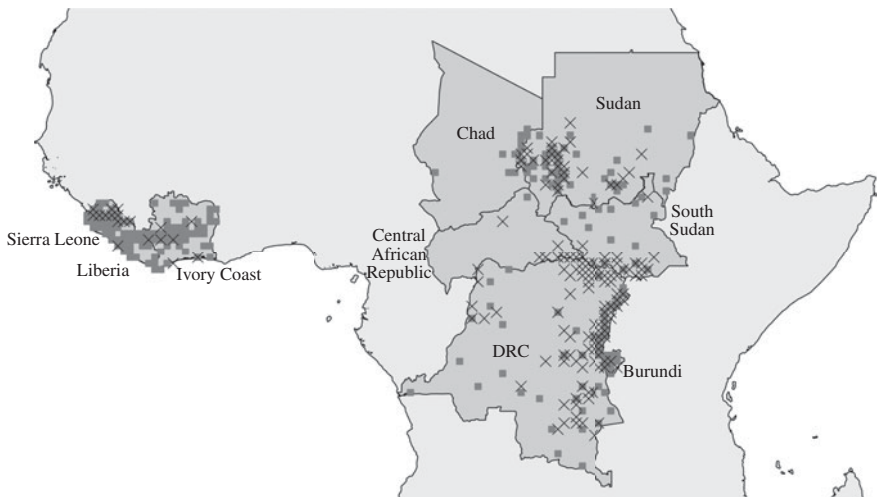 Sudan
Chad
Sierra Leone
Liberia
Ivory Coast
Central
African
Republic
South
Sudan
DRC
Burundi